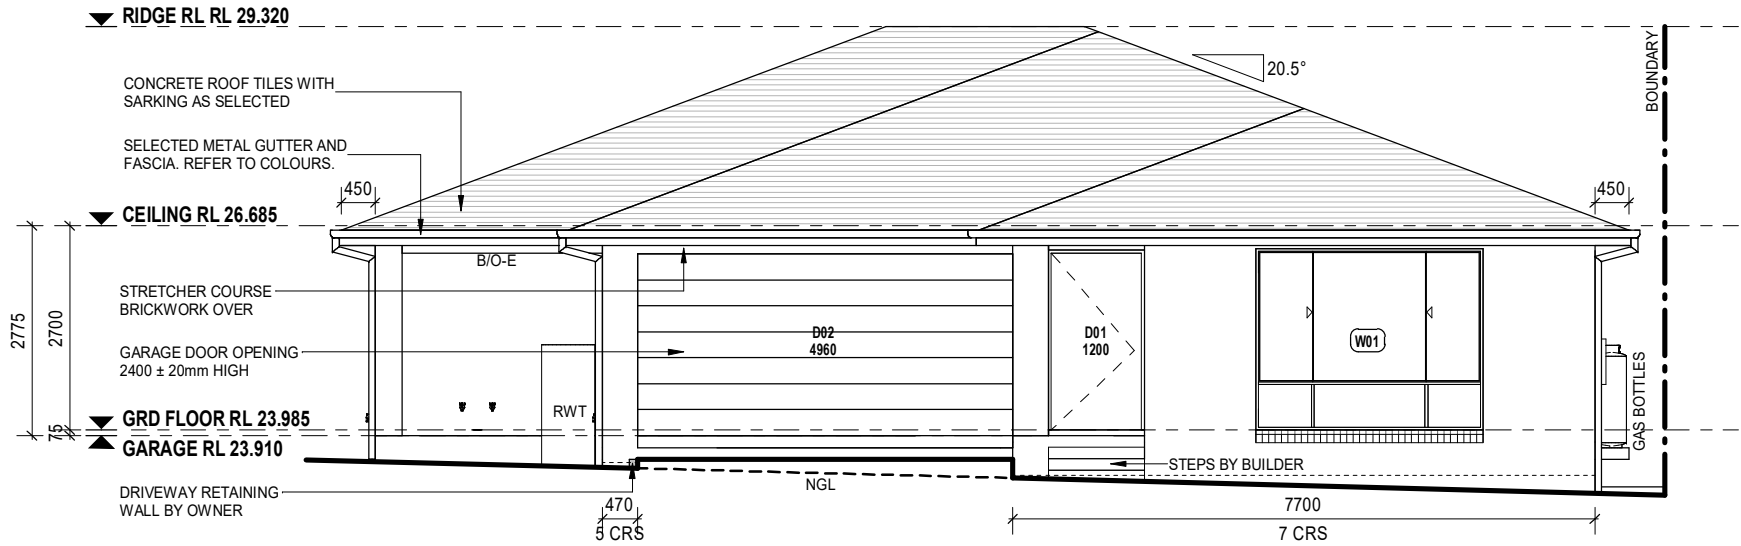 RIDGE RL RL 29.320
CONCRETE ROOF TILES WITH
SARKING AS SELECTED
SELECTED METAL GUTTER AND
FASCIA. REFER TO COLOURS.
20.5°
BOUNDARY
450
450
CEILING RL 26.685
B/O-E
STRETCHER COURSE
BRICKWORK OVER
2775
2700
GARAGE DOOR OPENING
2400 ± 20mm HIGH
D02
4960
D01
1200
W01
RWT
GRD FLOOR RL 23.985
75
GARAGE RL 23.910
GAS BOTTLES
STEPS BY BUILDER
NGL
DRIVEWAY RETAINING
WALL BY OWNER
470
5 CRS
7700
7 CRS